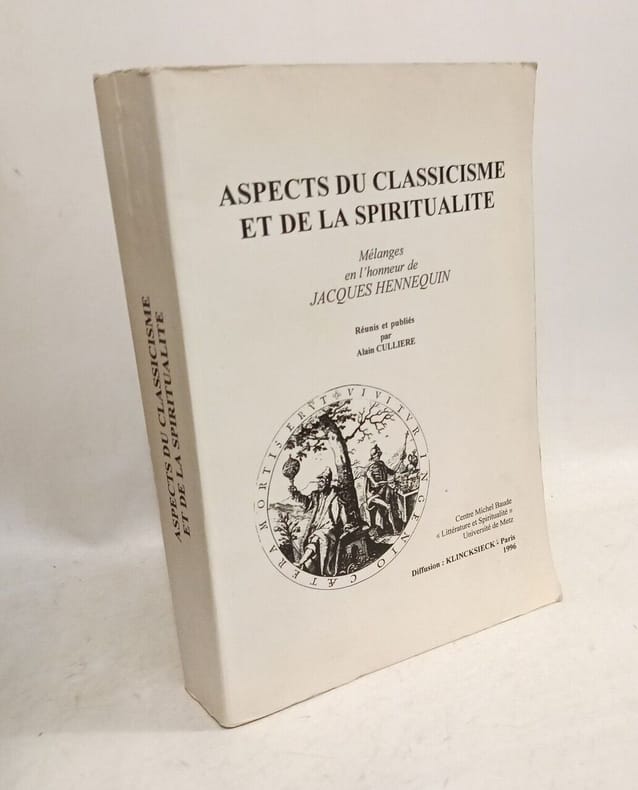 ASPECTS DU CLASSICISME
ET DE LA SPIRITUALITE
Mélanges
en l'honneur de
JACQUES HENNEQUIN
Réunis et publiés
par
Alain CULLIERE
VIVITUR INGENIO CÆTERA MORTIS ERVNT
Centre Michel Baude
« Littérature et Spiritualité »
Université de Metz
Diffusion : KLINCKSIECK - Paris
1996
ASPECTS DU CLASSICISME
ET DE LA SPIRITUALITE